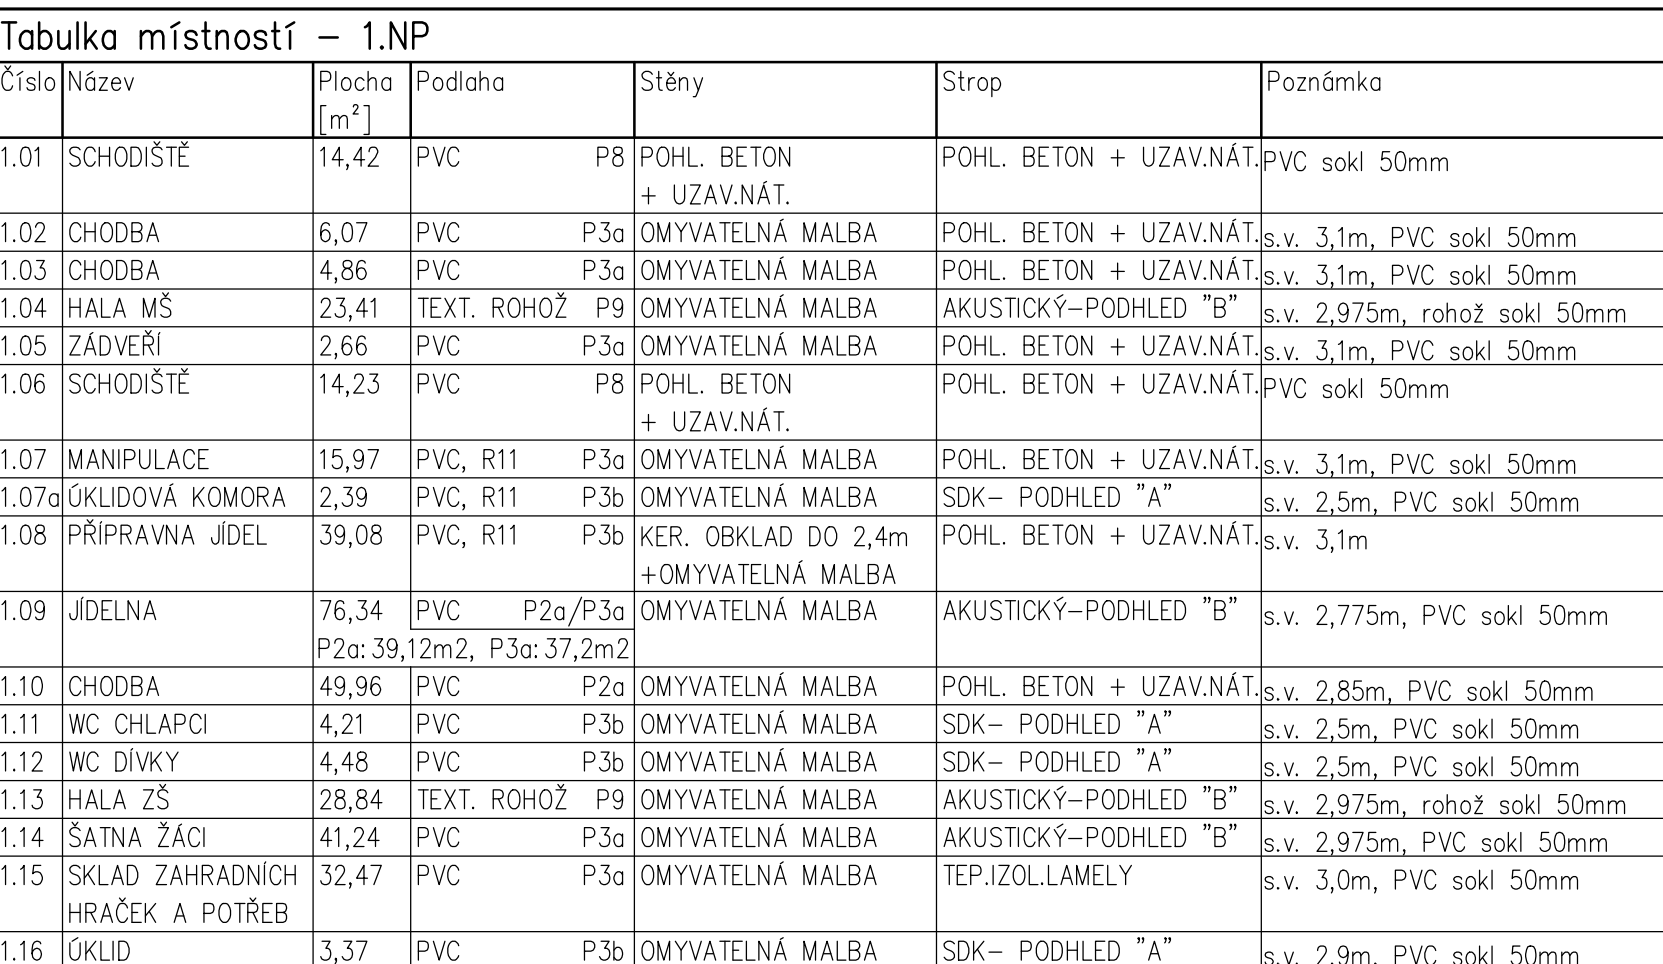 Tabulka místností – 1.NP
Číslo Název Plocha Podlaha Stěny Strop Poznámka
[m²]
1.01 SCHODIŠTĚ 14,42 PVC P8 POHL. BETON POHL. BETON + UZAV.NÁT. PVC sokl 50mm
+ UZAV.NÁT.
1.02 CHODBA 6,07 PVC P3a OMYVATELNÁ MALBA POHL. BETON + UZAV.NÁT. s.v. 3,1m, PVC sokl 50mm
1.03 CHODBA 4,86 PVC P3a OMYVATELNÁ MALBA POHL. BETON + UZAV.NÁT. s.v. 3,1m, PVC sokl 50mm
1.04 HALA MŠ 23,41 TEXT. ROHOŽ P9 OMYVATELNÁ MALBA AKUSTICKÝ–PODHLED "B" s.v. 2,975m, rohož sokl 50mm
1.05 ZÁDVEŘÍ 2,66 PVC P3a OMYVATELNÁ MALBA POHL. BETON + UZAV.NÁT. s.v. 3,1m, PVC sokl 50mm
1.06 SCHODIŠTĚ 14,23 PVC P8 POHL. BETON POHL. BETON + UZAV.NÁT. PVC sokl 50mm
+ UZAV.NÁT.
1.07 MANIPULACE 15,97 PVC, R11 P3a OMYVATELNÁ MALBA POHL. BETON + UZAV.NÁT. s.v. 3,1m, PVC sokl 50mm
1.07a ÚKLIDOVÁ KOMORA 2,39 PVC, R11 P3b OMYVATELNÁ MALBA SDK– PODHLED "A" s.v. 2,5m, PVC sokl 50mm
1.08 PŘÍPRAVNA JÍDEL 39,08 PVC, R11 P3b KER. OBKLAD DO 2,4m POHL. BETON + UZAV.NÁT. s.v. 3,1m
+OMYVATELNÁ MALBA
1.09 JÍDELNA 76,34 PVC P2a/P3a OMYVATELNÁ MALBA AKUSTICKÝ–PODHLED "B" s.v. 2,775m, PVC sokl 50mm
P2a: 39,12m2, P3a: 37,2m2
1.10 CHODBA 49,96 PVC P2a OMYVATELNÁ MALBA POHL. BETON + UZAV.NÁT. s.v. 2,85m, PVC sokl 50mm
1.11 WC CHLAPCI 4,21 PVC P3b OMYVATELNÁ MALBA SDK– PODHLED "A" s.v. 2,5m, PVC sokl 50mm
1.12 WC DÍVKY 4,48 PVC P3b OMYVATELNÁ MALBA SDK– PODHLED "A" s.v. 2,5m, PVC sokl 50mm
1.13 HALA ZŠ 28,84 TEXT. ROHOŽ P9 OMYVATELNÁ MALBA AKUSTICKÝ–PODHLED "B" s.v. 2,975m, rohož sokl 50mm
1.14 ŠATNA ŽÁCI 41,24 PVC P3a OMYVATELNÁ MALBA AKUSTICKÝ–PODHLED "B" s.v. 2,975m, PVC sokl 50mm
1.15 SKLAD ZAHRADNÍCH 32,47 PVC P3a OMYVATELNÁ MALBA TEP.IZOL.LAMELY s.v. 3,0m, PVC sokl 50mm
HRAČEK A POTŘEB
1.16 ÚKLID 3,37 PVC P3b OMYVATELNÁ MALBA SDK– PODHLED "A" s.v. 2,9m, PVC sokl 50mm